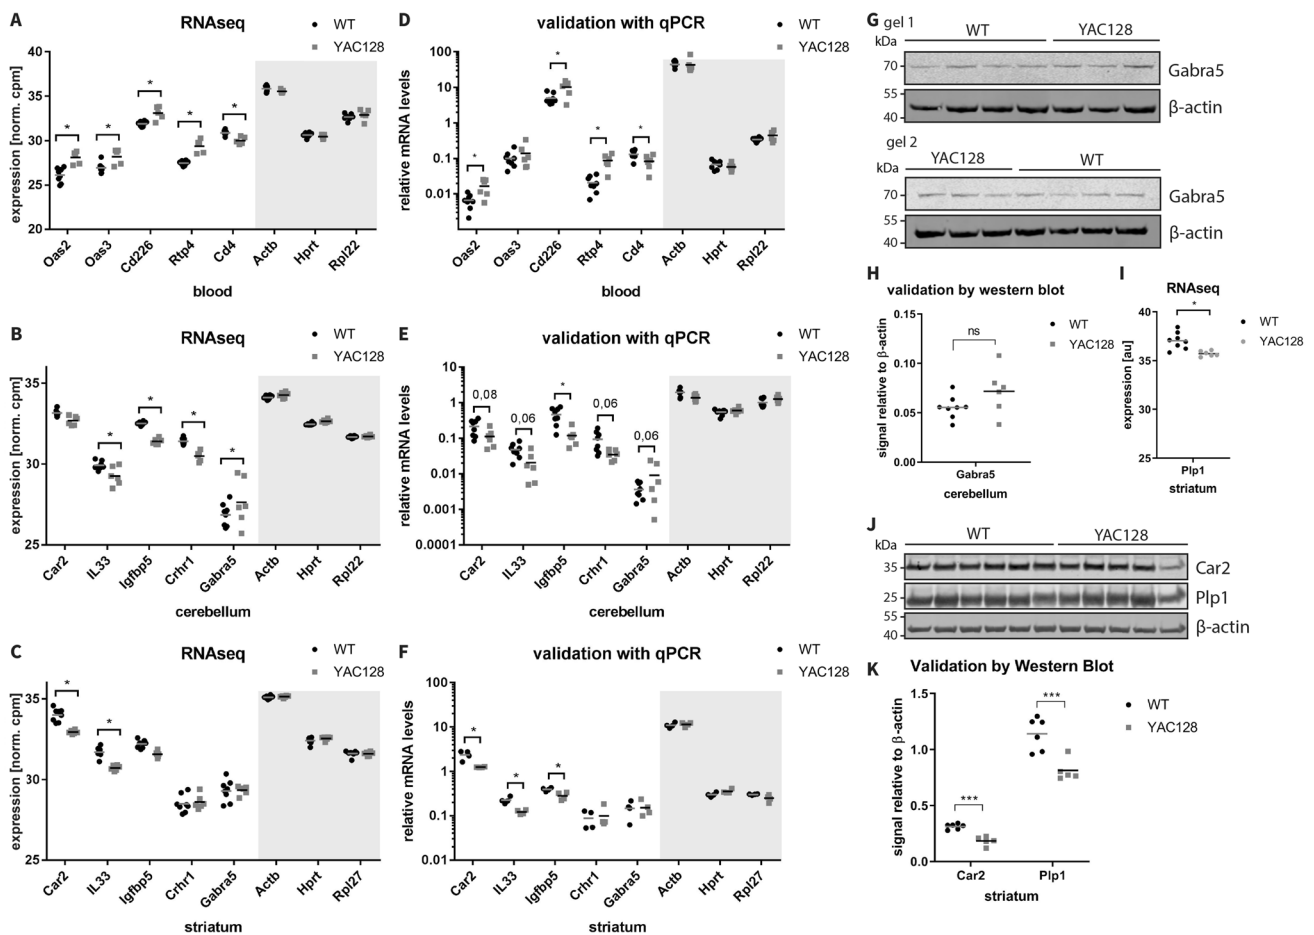 A
RNAseq
WT
YAC128
expression [norm. cpm]
40
35
30
25
20
*
*
*
*
*
Oas2
Oas3
Cd226
Rtp4
Cd4
Actb
Hprt
Rpl22
blood
D
validation with qPCR
WT
YAC128
relative mRNA levels
100
10
1
0.1
0.01
*
*
*
*
Oas2
Oas3
Cd226
Rtp4
Cd4
Actb
Hprt
Rpl22
blood
G
gel 1
WT
YAC128
kDa
70
Gabra5
55
40
β-actin
gel 2
YAC128
WT
kDa
70
Gabra5
55
40
β-actin
B
RNAseq
WT
YAC128
expression [norm. cpm]
35
30
25
*
*
*
*
Car2
IL33
Igfbp5
Crhr1
Gabra5
Actb
Hprt
Rpl22
cerebellum
E
validation with qPCR
WT
YAC128
relative mRNA levels
10
1
0.1
0.01
0.001
0.0001
0,08
0,06
*
0,06
0,06
Car2
IL33
Igfbp5
Crhr1
Gabra5
Actb
Hprt
Rpl22
cerebellum
H
validation by western blot
WT
YAC128
signal relative to β-actin
0.15
0.10
0.05
0.00
ns
Gabra5
cerebellum
I
RNAseq
WT
YAC128
expression [au]
40
35
30
25
*
Plp1
striatum
C
RNAseq
WT
YAC128
expression [norm. cpm]
35
30
25
*
*
Car2
IL33
Igfbp5
Crhr1
Gabra5
Actb
Hprt
Rpl27
striatum
F
validation with qPCR
WT
YAC128
relative mRNA levels
100
10
1
0.1
0.01
*
*
*
Car2
IL33
Igfbp5
Crhr1
Gabra5
Actb
Hprt
Rpl27
striatum
J
WT
YAC128
kDa
35
Car2
25
Plp1
55
40
β-actin
K
Validation by Western Blot
WT
YAC128
signal relative to β-actin
1.5
1.0
0.5
0.0
***
***
Car2
Plp1
striatum